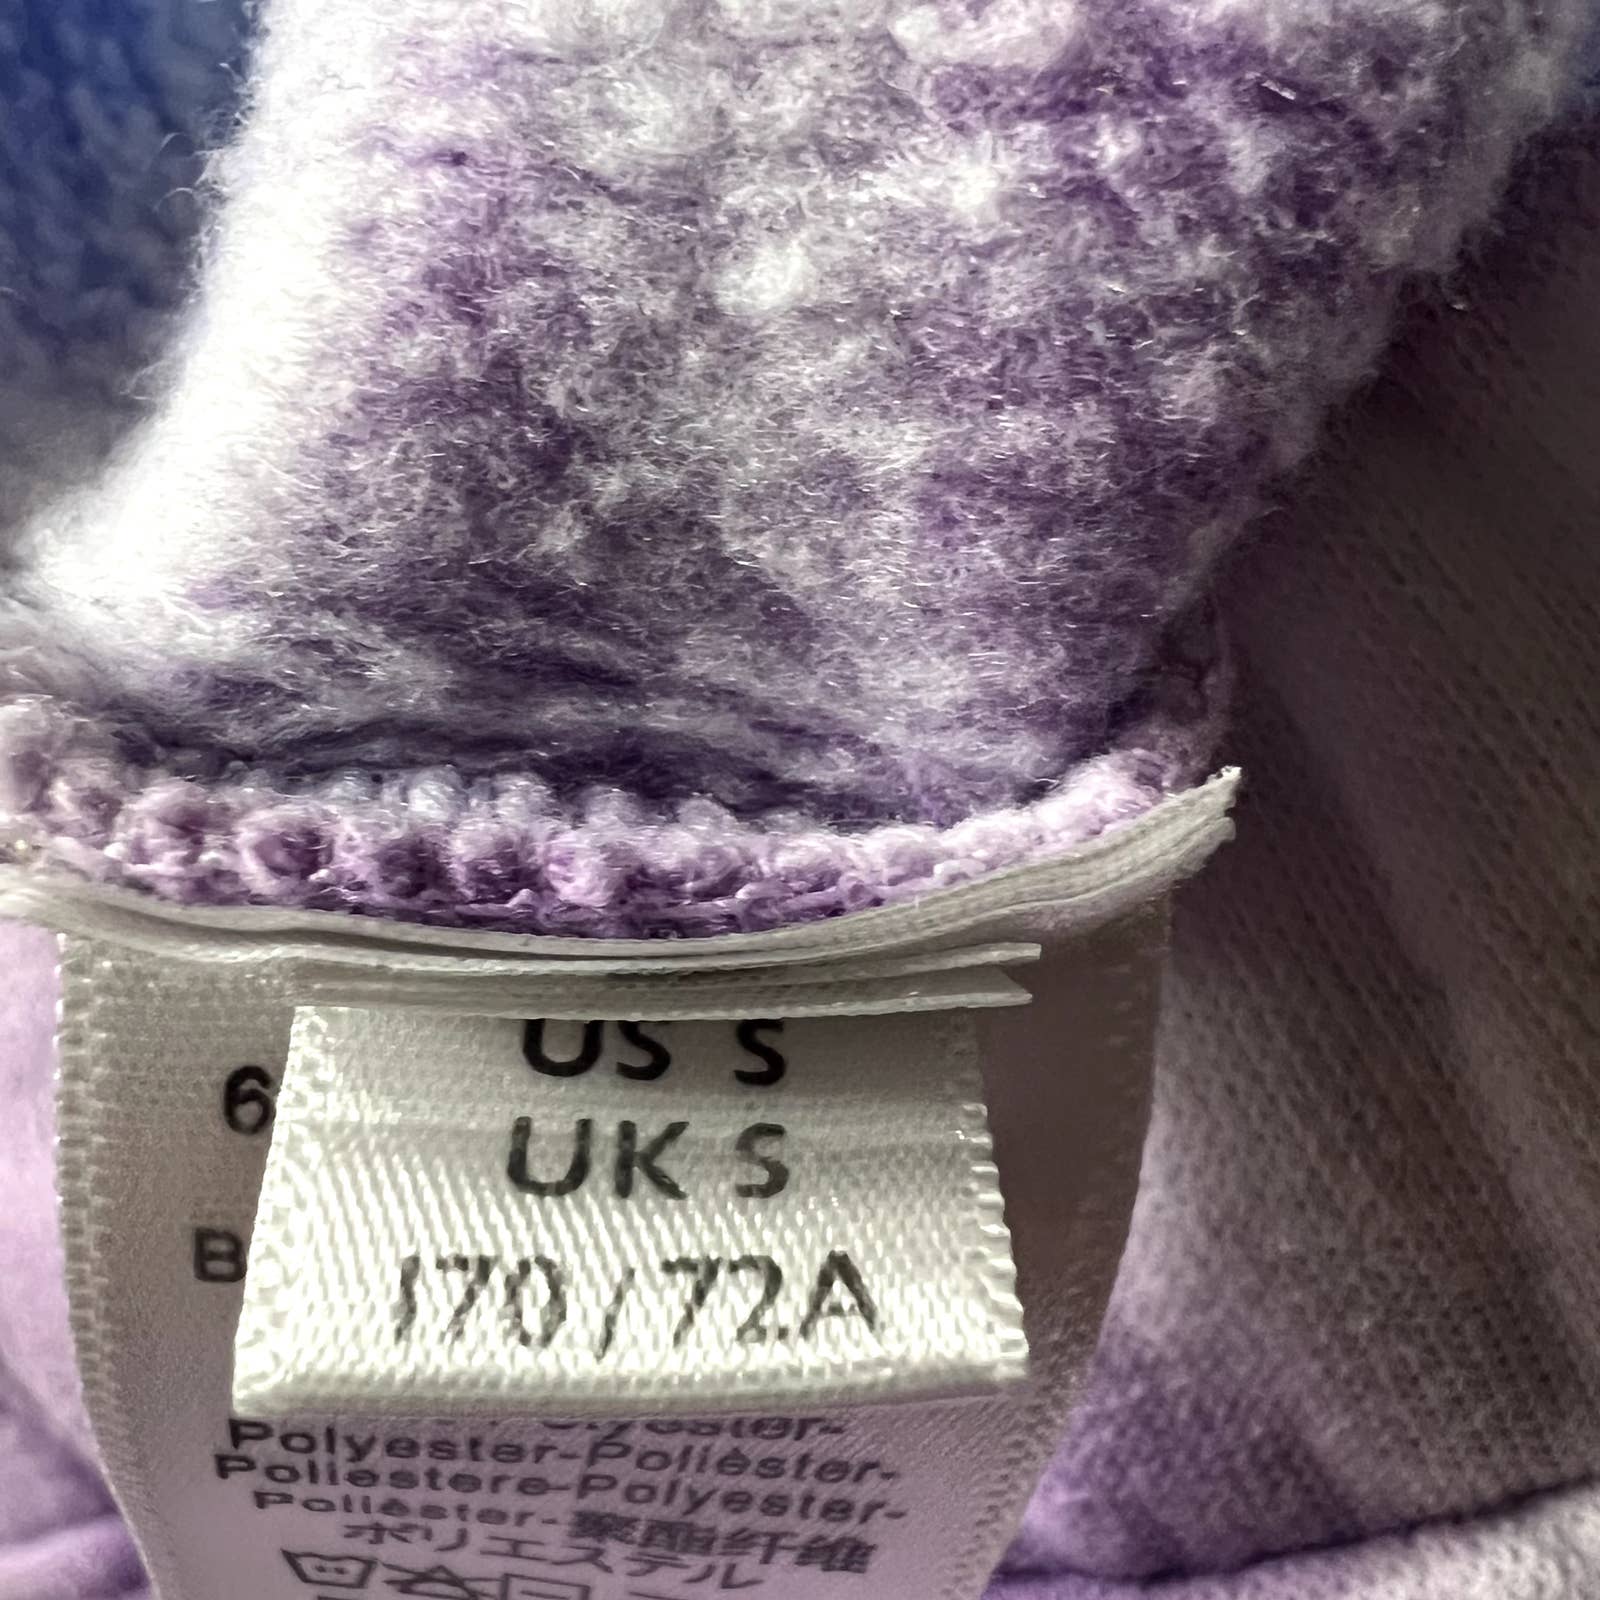 US S
6
UK S
B
170/72A
Polyester-Polièster-
Poliestere-Polyester-
Poliéster-聚酯纤维
ポリエステル